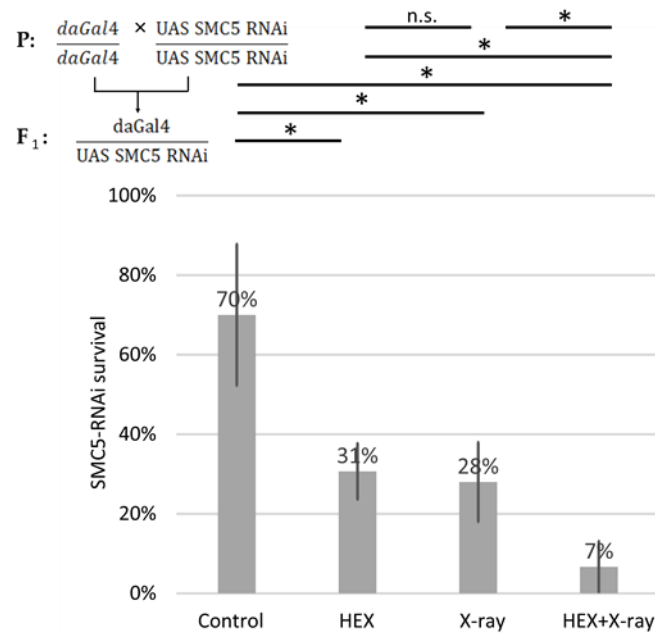 P: daGal4 × UAS SMC5 RNAi
daGal4 UAS SMC5 RNAi
F1: daGal4
UAS SMC5 RNAi
n.s. *
*
*
*
*
100%
80%
60%
40%
20%
0%
SMC5-RNAi survival
70%
31%
28%
7%
Control HEX X-ray HEX+X-ray